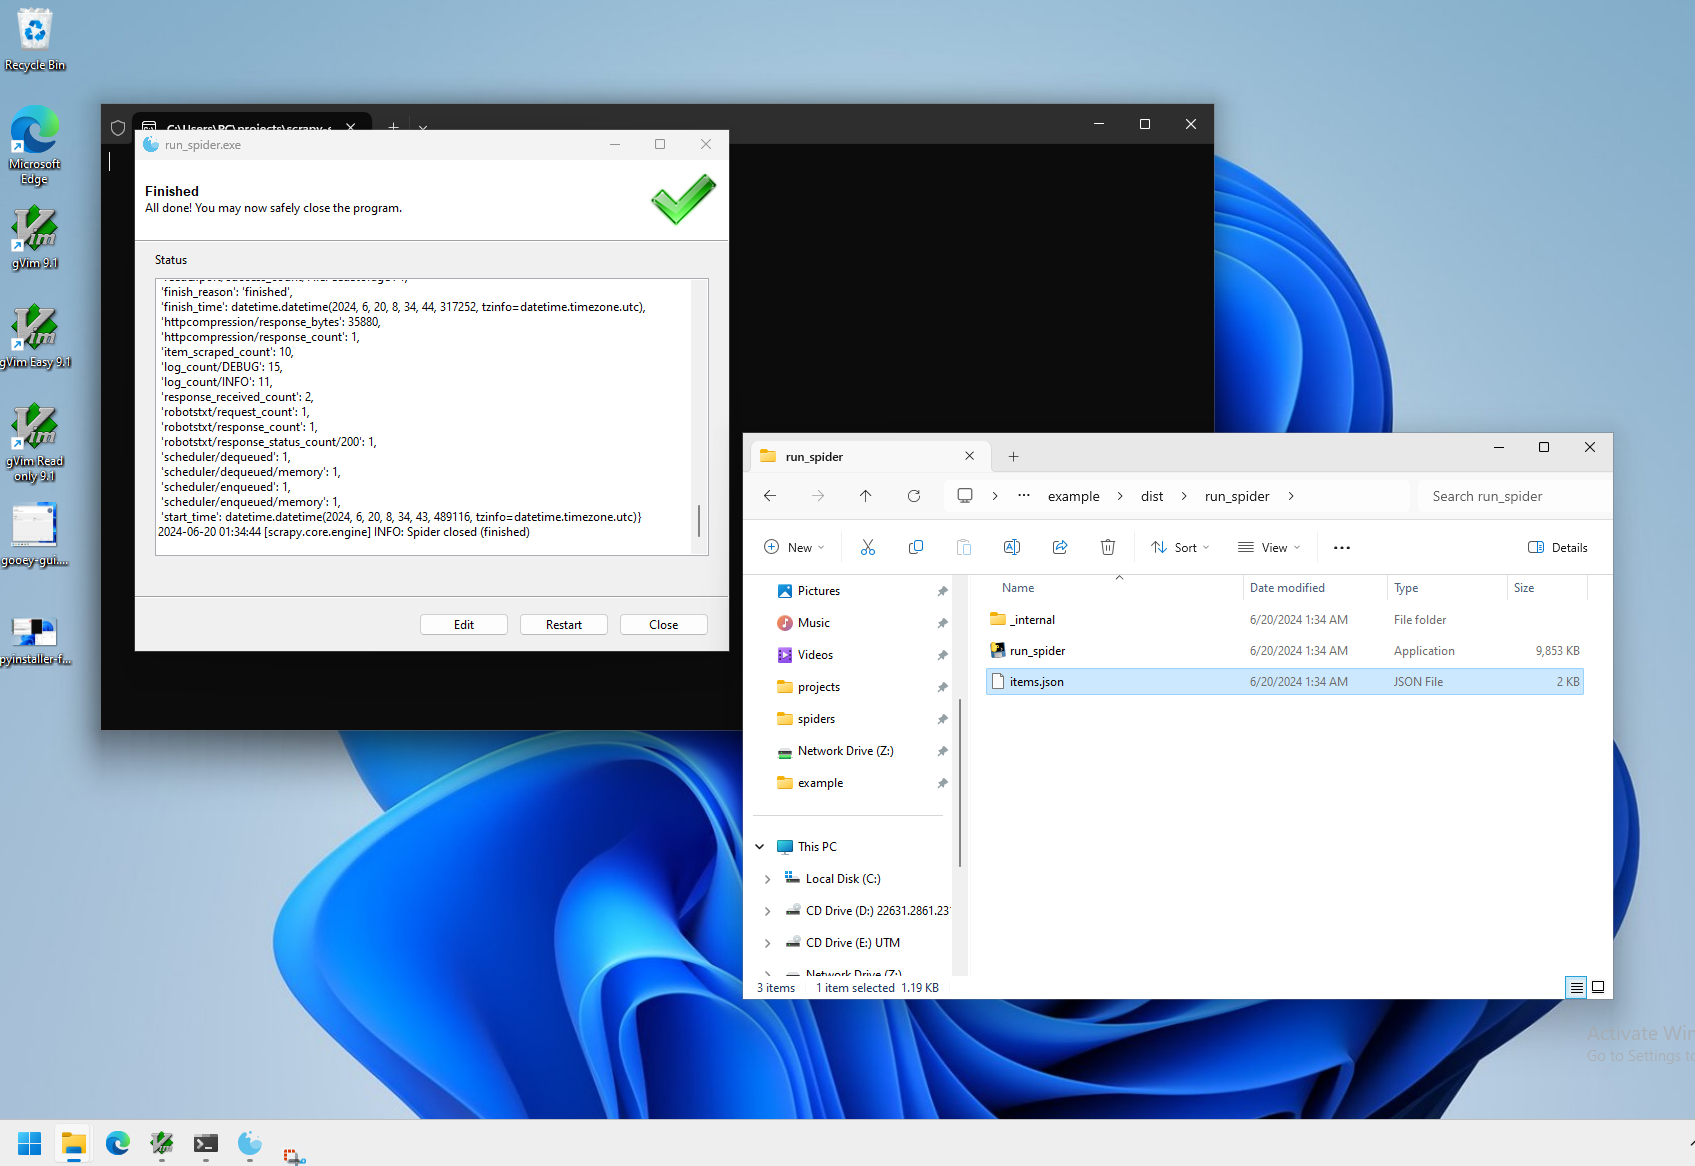 Recycle Bin
Microsoft
Edge
gVim 9.1
gVim Easy 9.1
gVim Read
only 9.1
gooey-gui....
pyinstaller-f...
C:\Users\PC\projects\scrapy-
run_spider.exe
Finished
All done! You may now safely close the program.
Status
'finish_reason': 'finished',
'finish_time': datetime.datetime(2024, 6, 20, 8, 34, 44, 317252, tzinfo=datetime.timezone.utc),
'httpcompression/response_bytes': 35880,
'httpcompression/response_count': 1,
'item_scraped_count': 10,
'log_count/DEBUG': 15,
'log_count/INFO': 11,
'response_received_count': 2,
'robotstxt/request_count': 1,
'robotstxt/response_count': 1,
'robotstxt/response_status_count/200': 1,
'scheduler/dequeued': 1,
'scheduler/dequeued/memory': 1,
'scheduler/enqueued': 1,
'scheduler/enqueued/memory': 1,
'start_time': datetime.datetime(2024, 6, 20, 8, 34, 43, 489116, tzinfo=datetime.timezone.utc)}
2024-06-20 01:34:44 [scrapy.core.engine] INFO: Spider closed (finished)
Edit Restart Close
run_spider
example > dist > run_spider >
Search run_spider
New Sort View ... Details
Pictures
Music
Videos
projects
spiders
Network Drive (Z:)
example
This PC
Local Disk (C:)
CD Drive (D:) 22631.2861.231
CD Drive (E:) UTM
Network Drive (Z:)
Name Date modified Type Size
_internal 6/20/2024 1:34 AM File folder
run_spider 6/20/2024 1:34 AM Application 9,853 KB
items.json 6/20/2024 1:34 AM JSON File 2 KB
3 items 1 item selected 1.19 KB
Activate Win
Go to Settings to